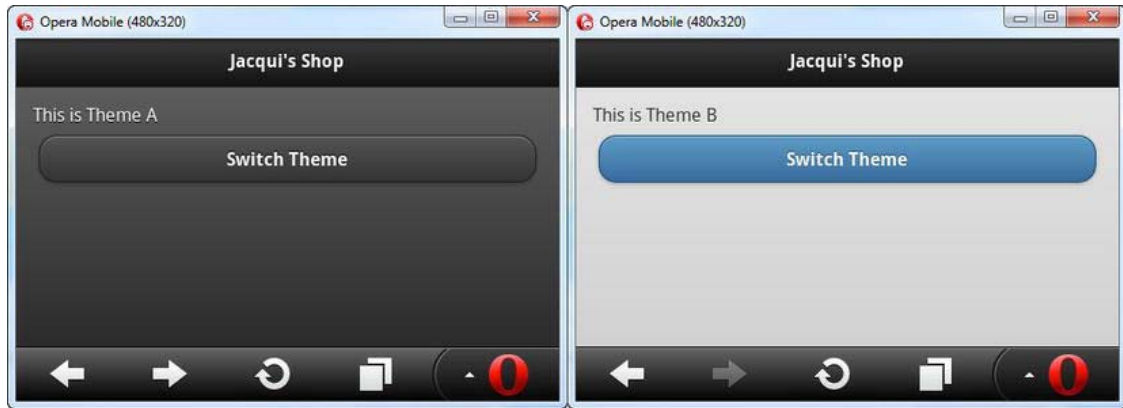 Opera Mobile (480x320)
Jacqui's Shop
This is Theme A
Switch Theme
Opera Mobile (480x320)
Jacqui's Shop
This is Theme B
Switch Theme